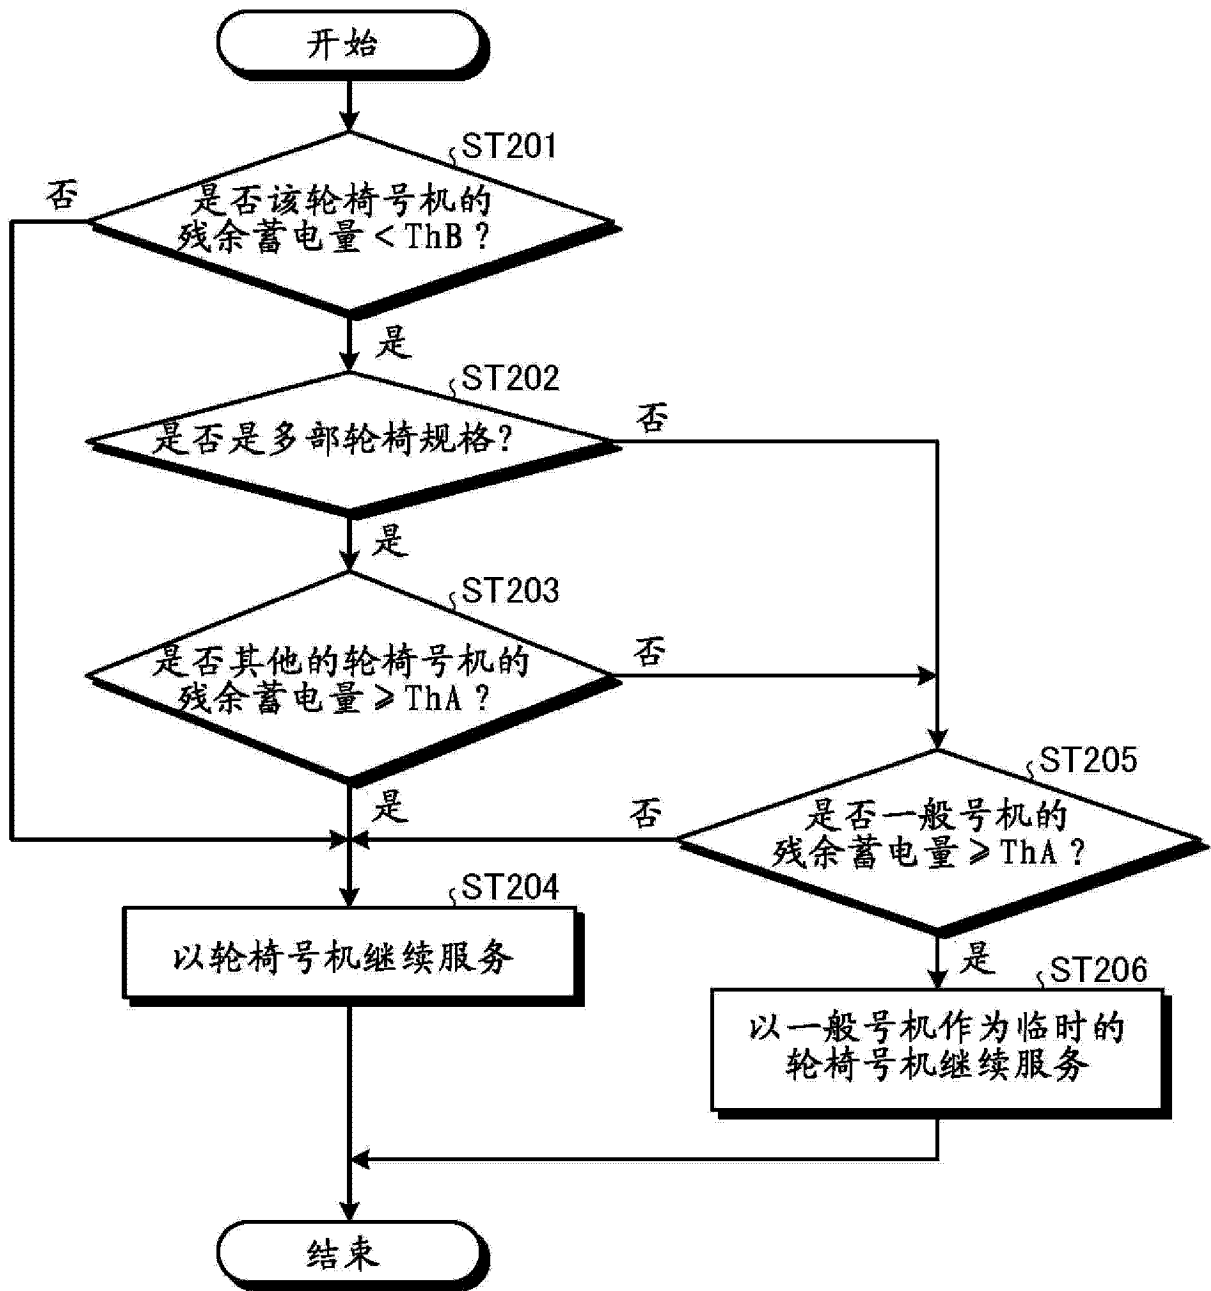 开始
ST201
否
是否该轮椅号机的
残余蓄电量<ThB?
是
ST202
否
是否是多部轮椅规格?
是
ST203
否
是否其他的轮椅号机的
残余蓄电量≥ThA?
是
ST205
否
是否一般号机的
残余蓄电量≥ThA?
是
ST204
以轮椅号机继续服务
ST206
以一般号机作为临时的
轮椅号机继续服务
结束